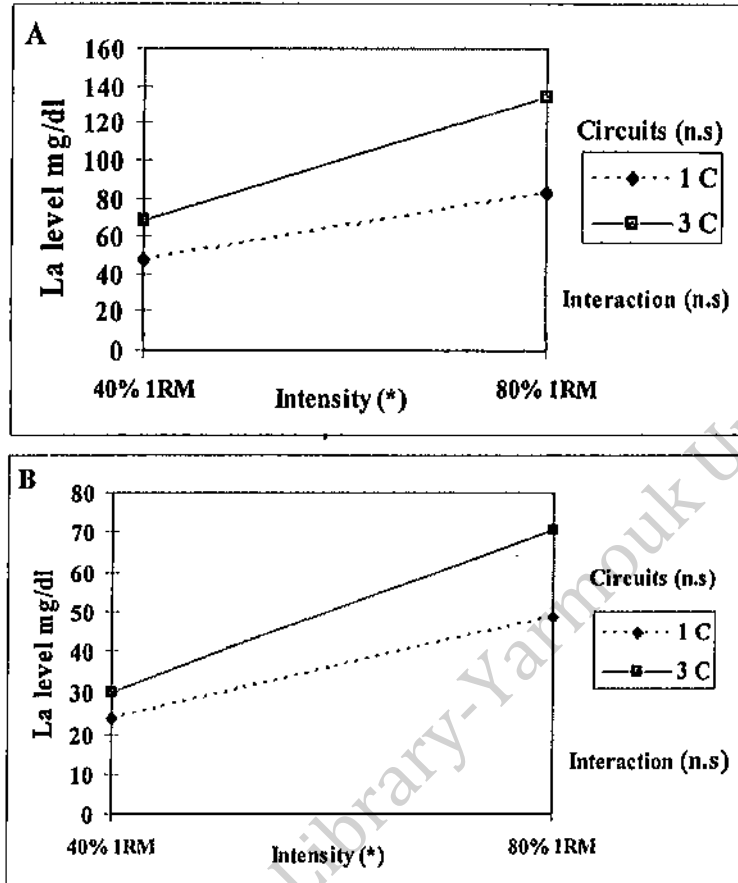 A
La level mg/dl
160
140
120
100
80
60
40
20
0
40% 1RM
80% 1RM
Intensity (*)
Circuits (n.s)
1 C
3 C
Interaction (n.s)
B
La level mg/dl
80
70
60
50
40
30
20
10
0
40% 1RM
80% 1RM
Intensity (*)
Circuits (n.s)
1 C
3 C
Interaction (n.s)
Library-Yarmouk